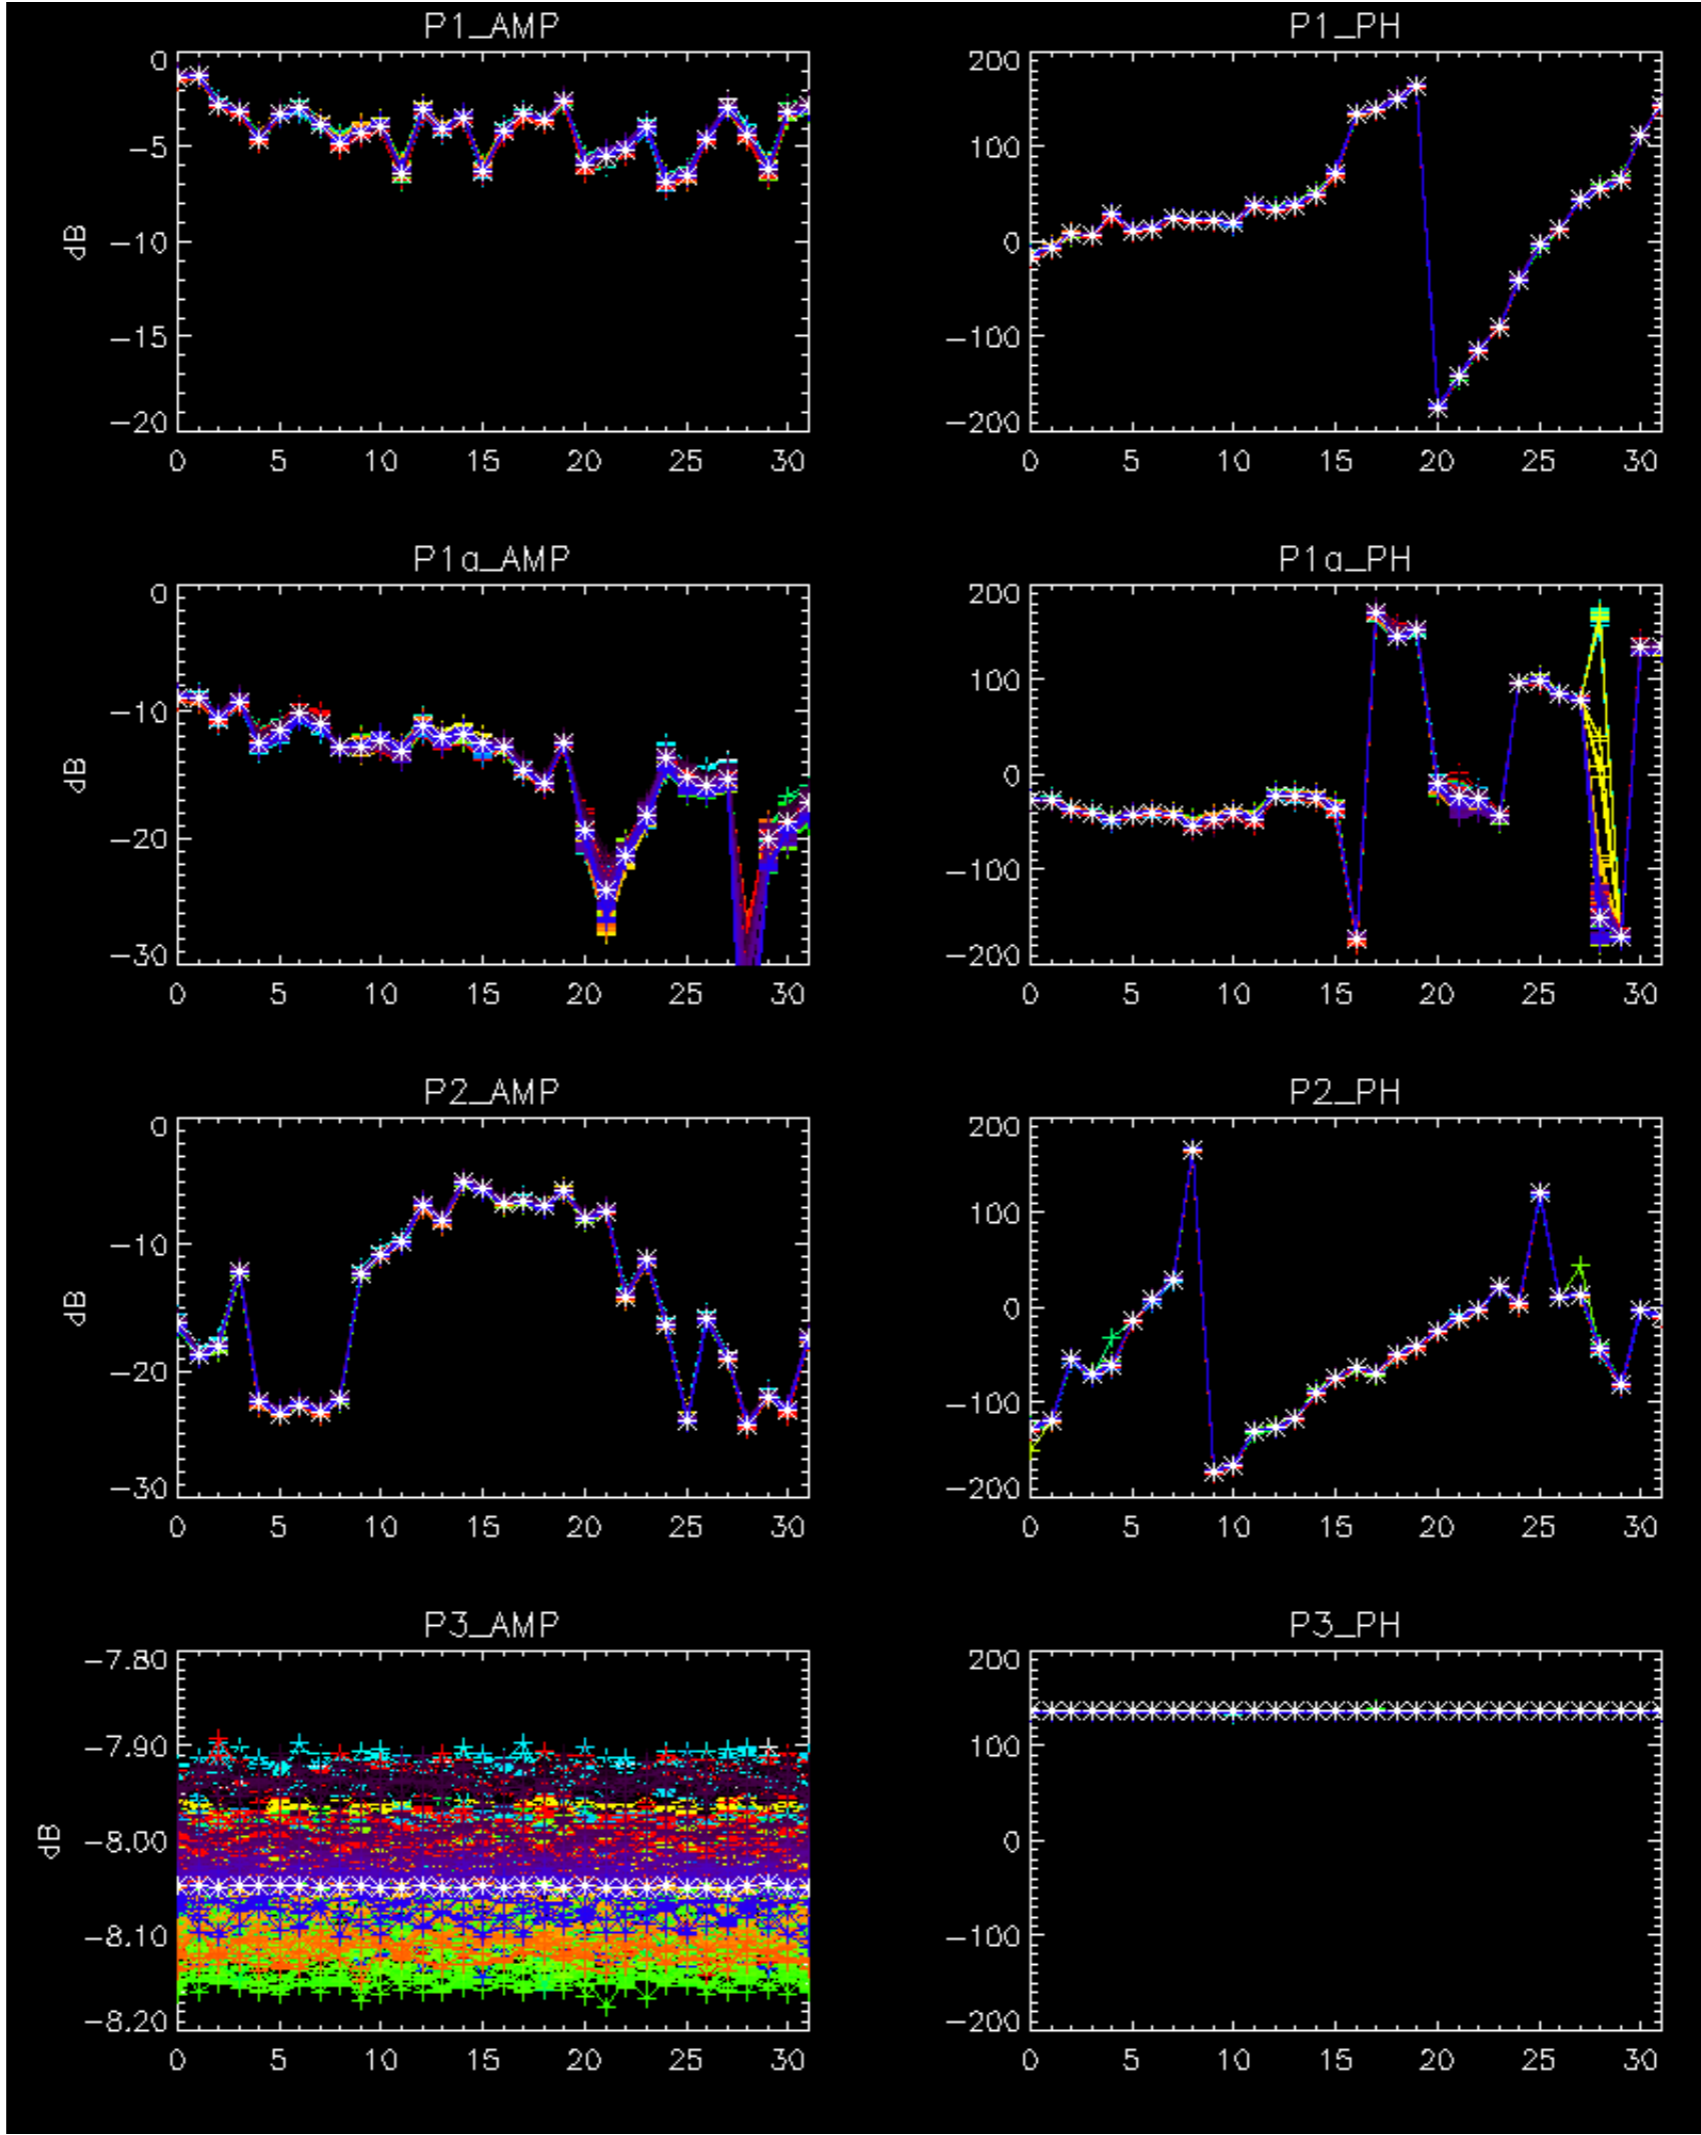 P1_AMP P1_PH
0 200
-5 100
dB -10 0
-15 -100
-20 -200
0 5 10 15 20 25 30 0 5 10 15 20 25 30
P1a_AMP P1a_PH
0 200
-10 100
dB 0
-20 -100
-30 -200
0 5 10 15 20 25 30 0 5 10 15 20 25 30
P2_AMP P2_PH
0 200
-10 100
dB 0
-20 -100
-30 -200
0 5 10 15 20 25 30 0 5 10 15 20 25 30
P3_AMP P3_PH
-7.80 200
-7.90 100
dB -8.00 0
-8.10 -100
-8.20 -200
0 5 10 15 20 25 30 0 5 10 15 20 25 30